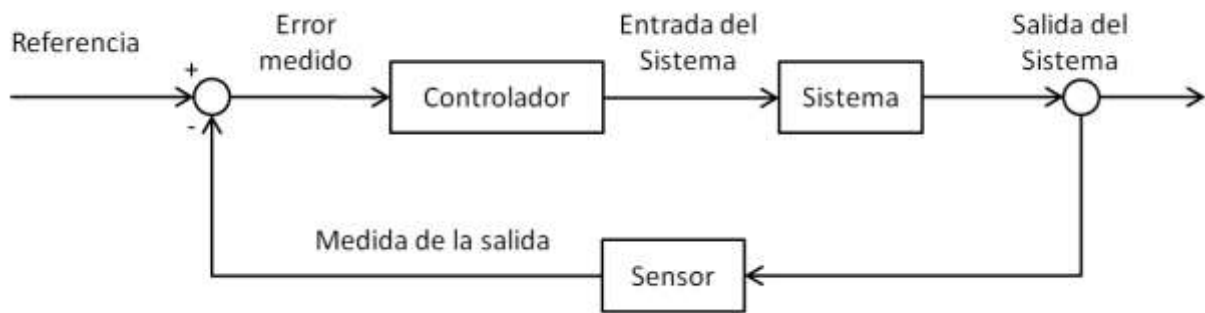 Referencia
Error
medido
Entrada del
Sistema
Salida del
Sistema
+
-
Controlador
Sistema
Medida de la salida
Sensor